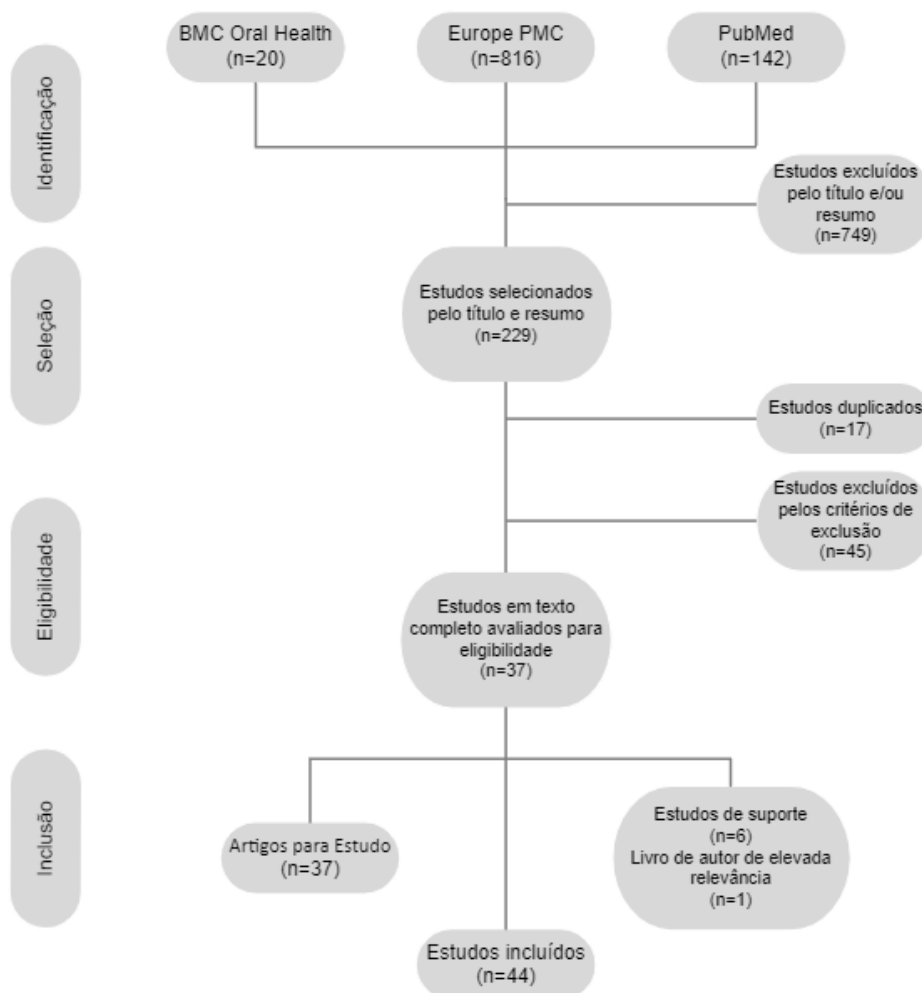 BMC Oral Health
(n=20)
Europe PMC
(n=816)
PubMed
(n=142)
Identificação
Estudos excluídos
pelo título e/ou
resumo
(n=749)
Seleção
Estudos selecionados
pelo título e resumo
(n=229)
Estudos duplicados
(n=17)
Estudos excluídos
pelos critérios de
exclusão
(n=45)
Eligibilidade
Estudos em texto
completo avaliados para
eligibilidade
(n=37)
Inclusão
Artigos para Estudo
(n=37)
Estudos de suporte
(n=6)
Livro de autor de elevada
relevância
(n=1)
Estudos incluídos
(n=44)